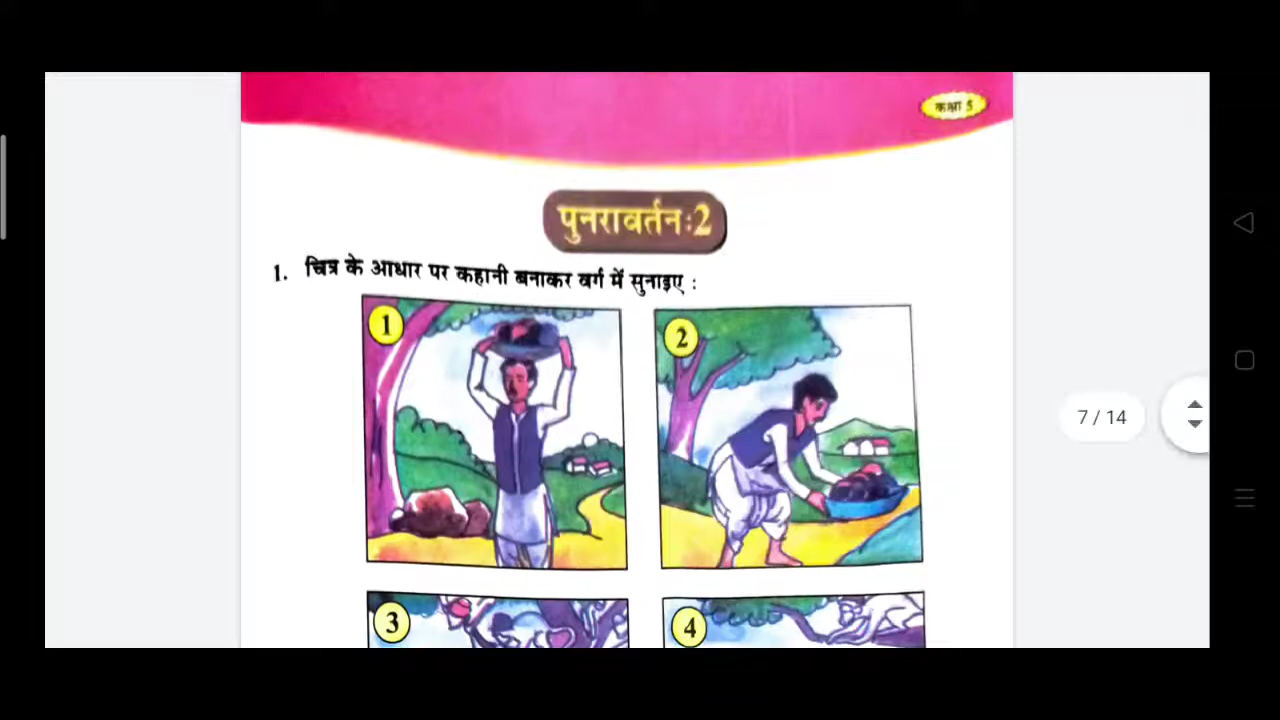 कक्षा 5
पुनरावर्तन:2
1. चित्र के आधार पर कहानी बनाकर वर्ग में सुनाइए :
1
2
7 / 14
3
4